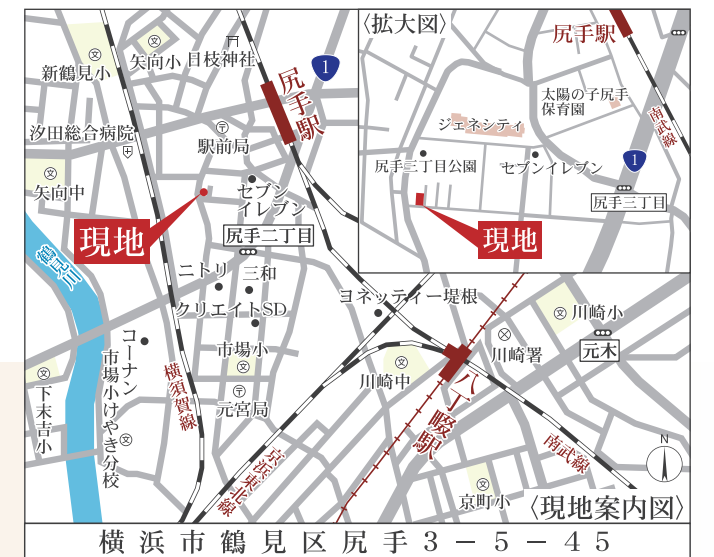 新鶴見小
矢向小
日枝神社
1
尻手駅
汐田総合病院
駅前局
矢向中
セブン
イレブン
現地
尻手二丁目
鶴見川
ニトリ
三和
クリエイトSD
ヨネッティー堤根
コーナン
市場小
市場小けやき分校
横須賀線
元宮局
下末吉小
京浜東北線
川崎中
八丁畷駅
川崎署
川崎小
元木
南武線
京町小
N
〈現地案内図〉
〈拡大図〉
尻手駅
太陽の子尻手
保育園
南武線
ジェネシティ
尻手三丁目公園
セブンイレブン
1
尻手三丁目
現地
横浜市鶴見区尻手3－5－45